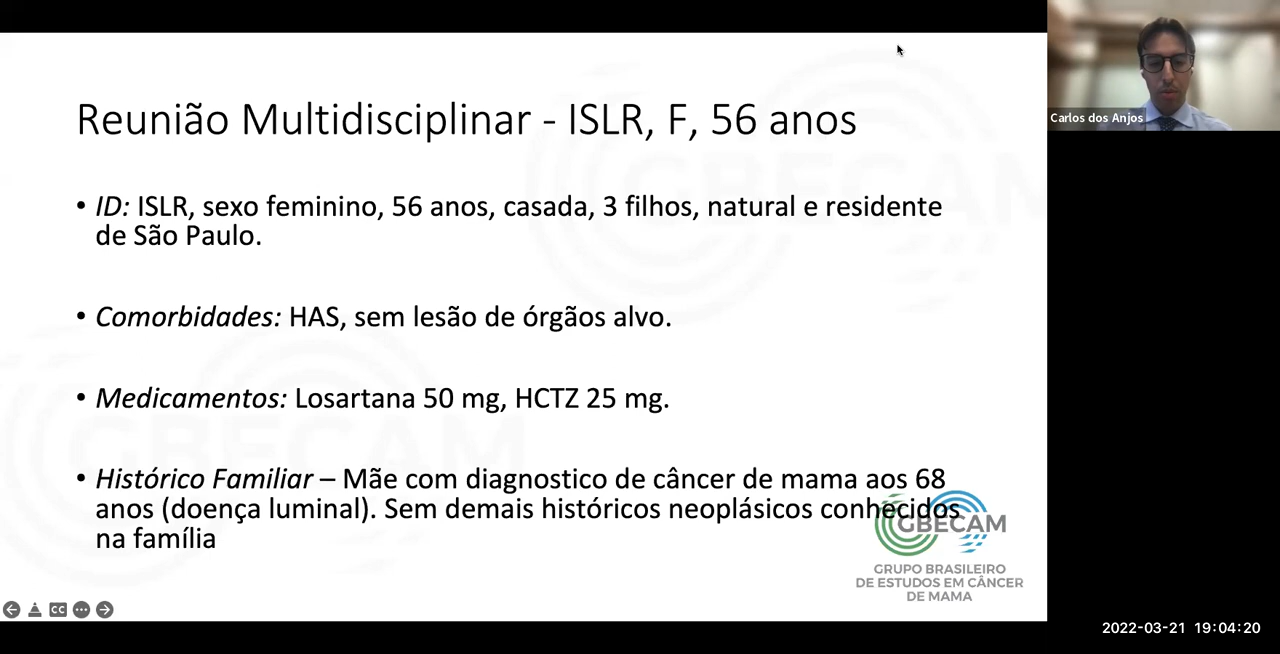 Reunião Multidisciplinar - ISLR, F, 56 anos
Carlos dos Anjos
• ID: ISLR, sexo feminino, 56 anos, casada, 3 filhos, natural e residente
de São Paulo.
• Comorbidades: HAS, sem lesão de órgãos alvo.
• Medicamentos: Losartana 50 mg, HCTZ 25 mg.
• Histórico Familiar – Mãe com diagnostico de câncer de mama aos 68
anos (doença luminal). Sem demais históricos neoplásicos conhecidos
na família
GBECAM
GRUPO BRASILEIRO
DE ESTUDOS EM CÂNCER
DE MAMA
CC
2022-03-21 19:04:20